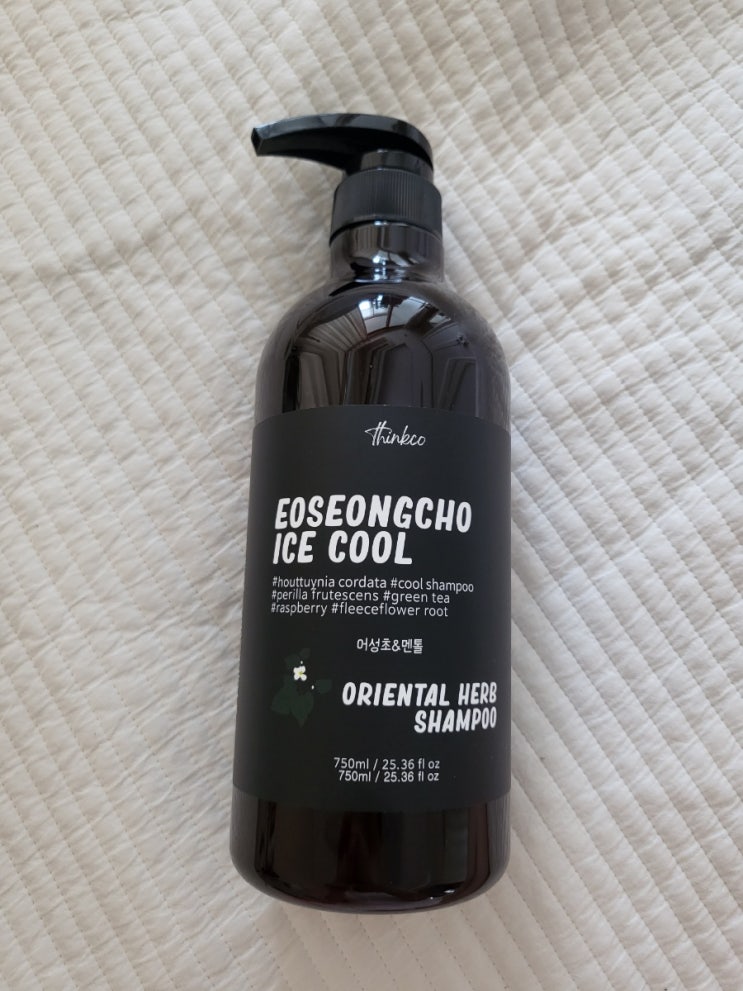 thinkco
EOSEONGCHO
ICE COOL
#houttuynia cordata #cool shampoo
#perilla frutescens #green tea
#raspberry #fleeceflower root
어성초&멘톨
ORIENTAL HERB
SHAMPOO
750ml / 25.36 fl oz
750ml / 25.36 fl oz